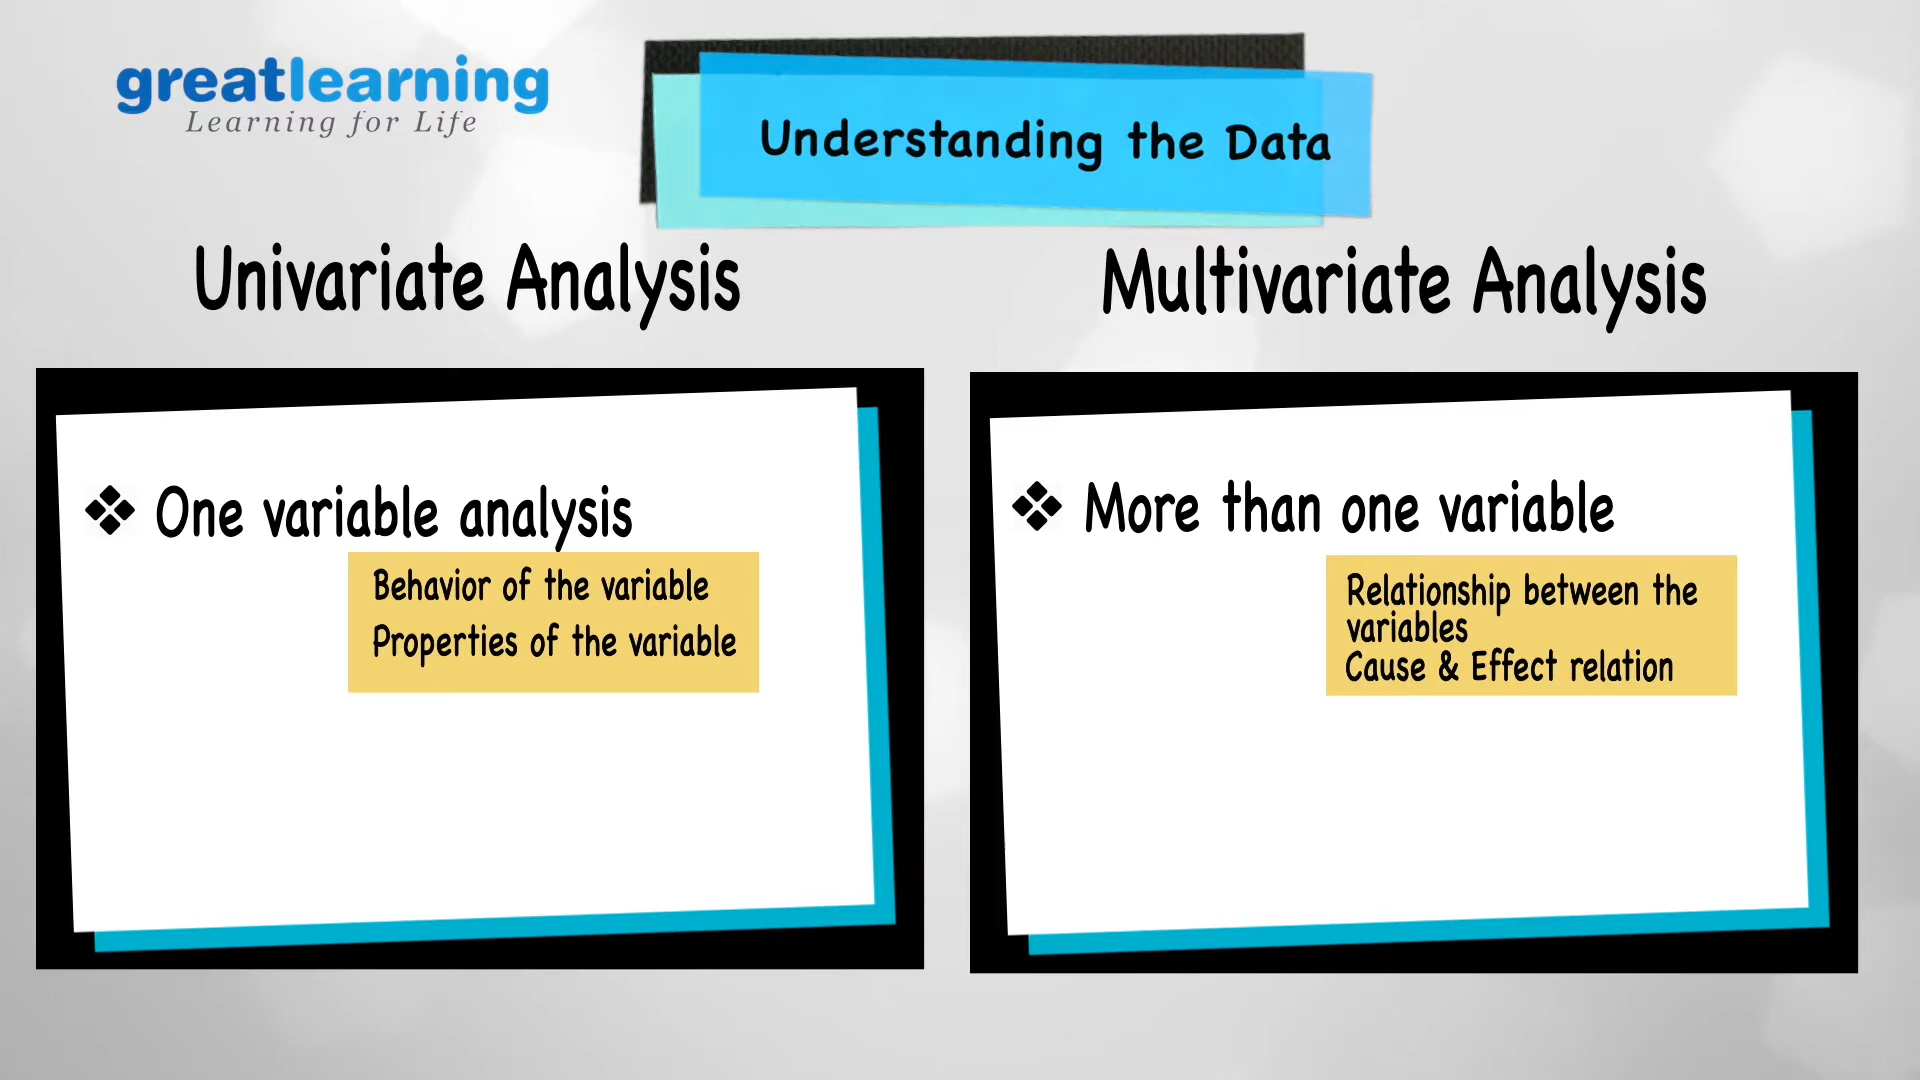 greatlearning
Learning for Life
Understanding the Data
Univariate Analysis
❖ One variable analysis
Behavior of the variable
Properties of the variable
Multivariate Analysis
❖ More than one variable
Relationship between the
variables
Cause & Effect relation